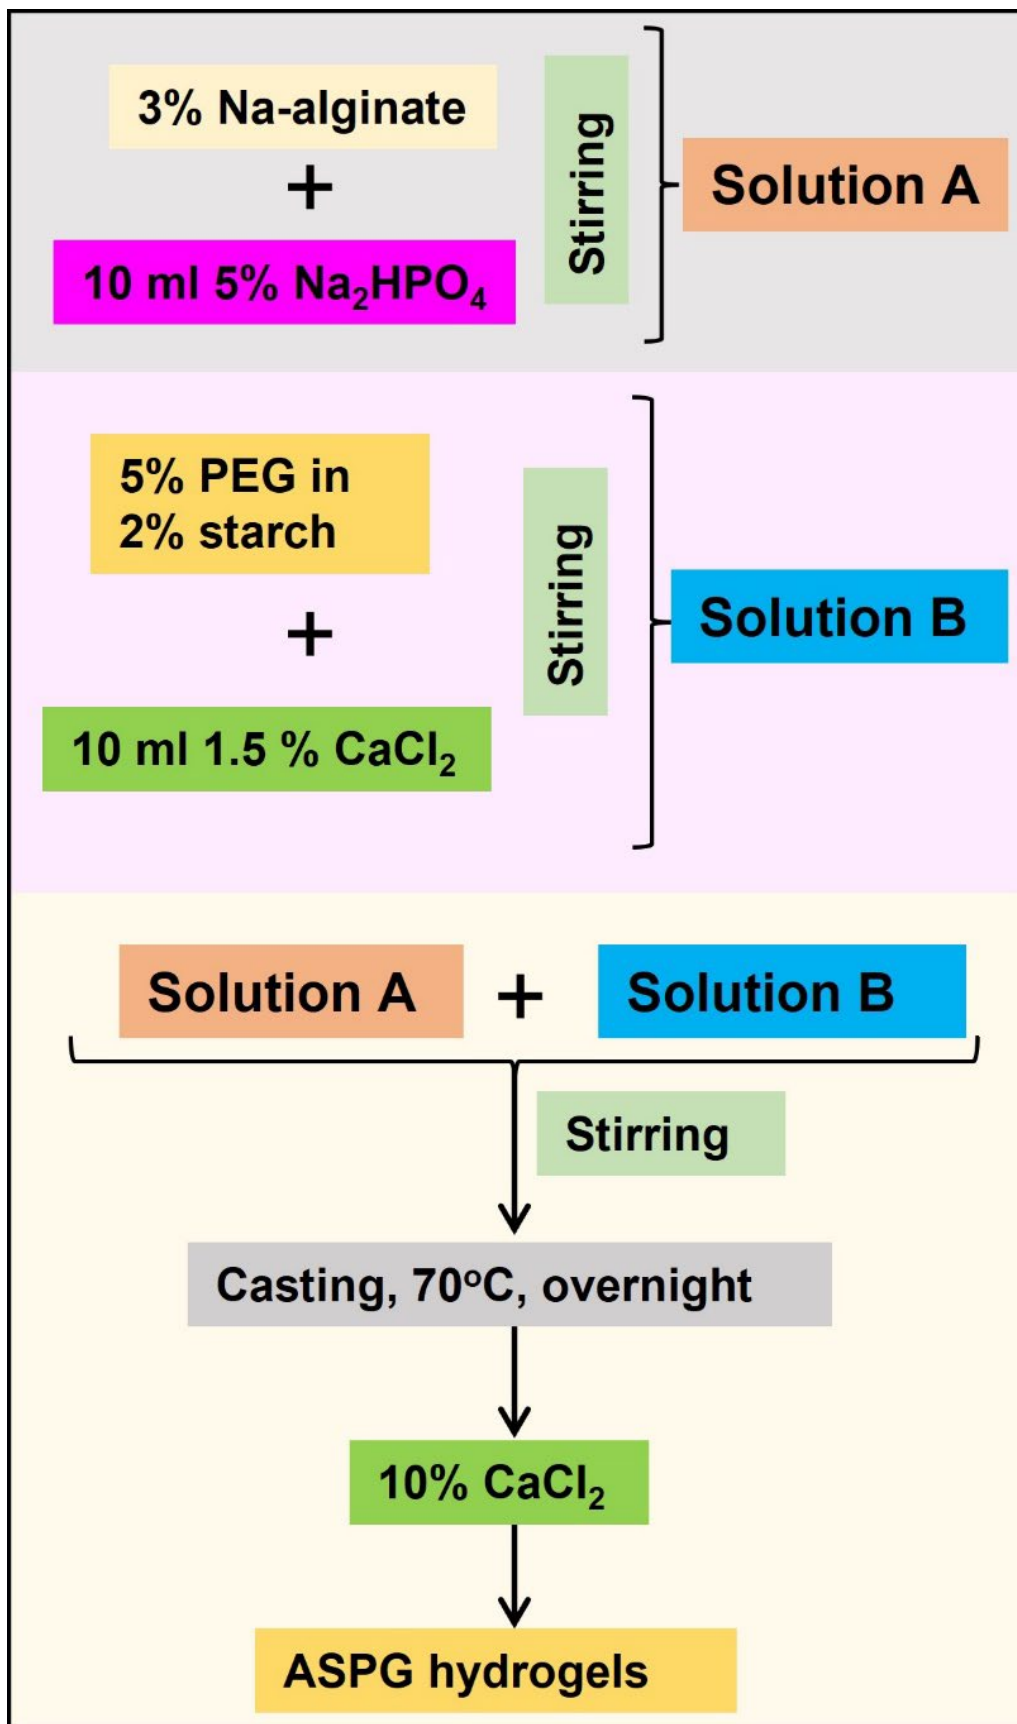 3% Na-alginate
+
10 ml 5% Na₂HPO₄
Stirring
Solution A
5% PEG in
2% starch
+
10 ml 1.5 % CaCl₂
Stirring
Solution B
Solution A + Solution B
Stirring
Casting, 70ºC, overnight
10% CaCl₂
ASPG hydrogels